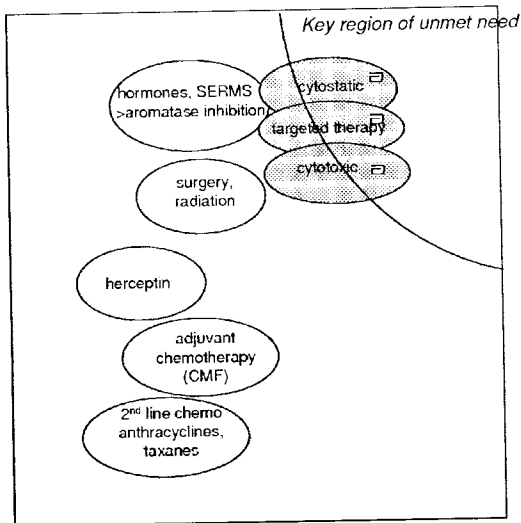 Key region of unmet need
hormones, SERMS
>aromatase inhibition
cytostatic
targeted therapy
cytotoxic
surgery,
radiation
herceptin
adjuvant
chemotherapy
(CMF)
2nd line chemo
anthracyclines,
taxanes